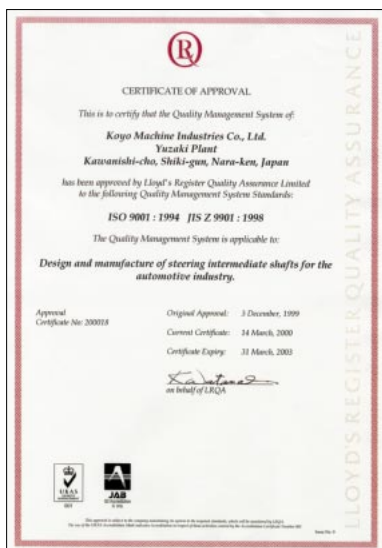 LR
CERTIFICATE OF APPROVAL
This is to certify that the Quality Management System of:
Koyo Machine Industries Co., Ltd.
Yuzaki Plant
Kawanishi-cho, Shiki-gun, Nara-ken, Japan
has been approved by Lloyd's Register Quality Assurance Limited
to the following Quality Management System Standards:
ISO 9001 : 1994 JIS Z 9901 : 1998
The Quality Management System is applicable to:
Design and manufacture of steering intermediate shafts for the
automotive industry.
Approval
Certificate No: 200018
Original Approval: 3 December, 1999
Current Certificate: 14 March, 2000
Certificate Expiry: 31 March, 2003
on behalf of LRQA
UKAS
JAB
LLOYD'S REGISTER QUALITY ASSURANCE